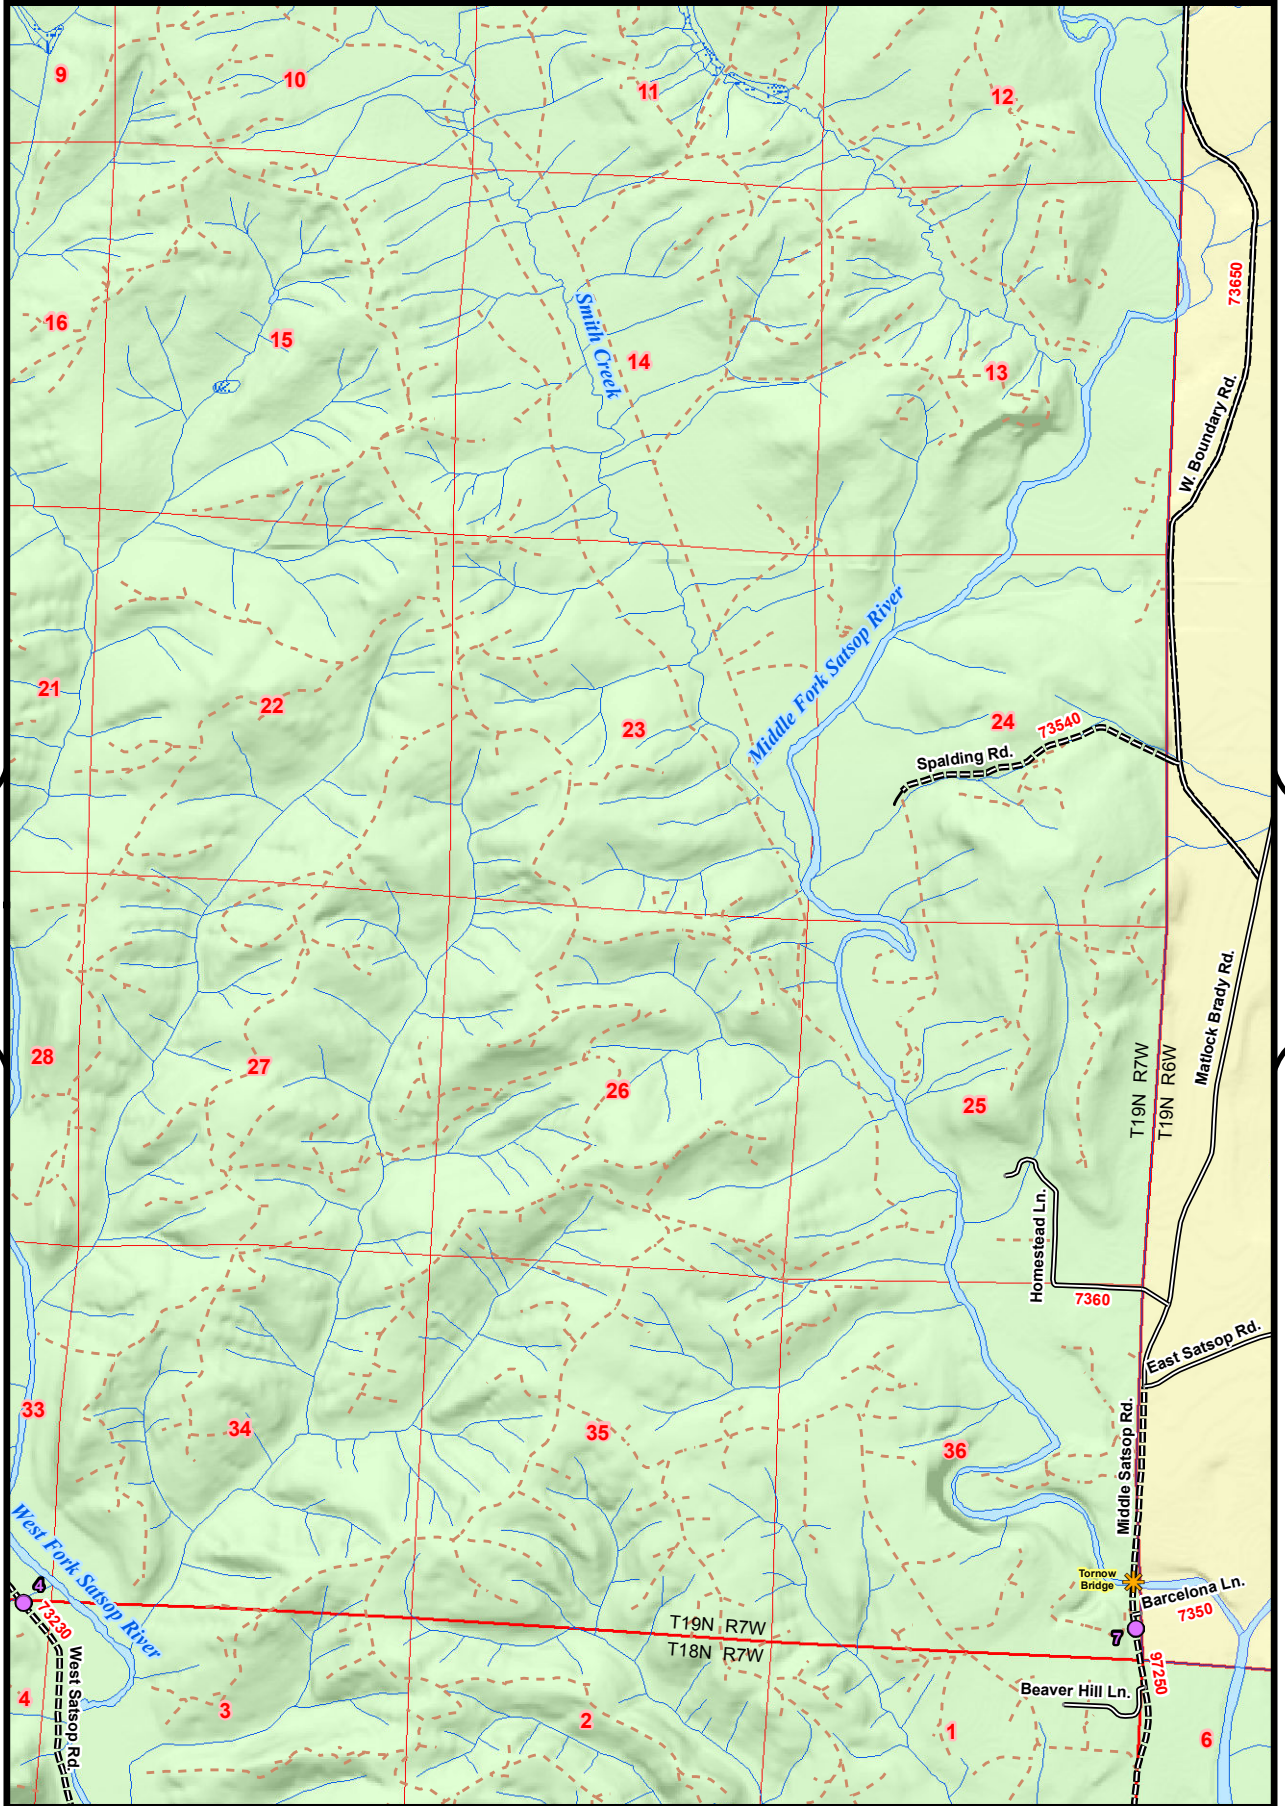 9
10
11
12
16
15
Smith Creek
14
13
73650
W. Boundary Rd.
21
22
23
Middle Fork Satsop River
24
73540
Spalding Rd.
28
27
26
25
T19N R7W
T19N R6W
Matlock Brady Rd.
Homestead Ln.
7360
East Satsop Rd.
33
34
35
36
Middle Satsop Rd.
West Fork Satsop River
4
73230
Tornow
Bridge
Barcelona Ln.
7350
7
T19N R7W
T18N R7W
97250
West Satsop Rd.
Beaver Hill Ln.
4
3
2
1
6